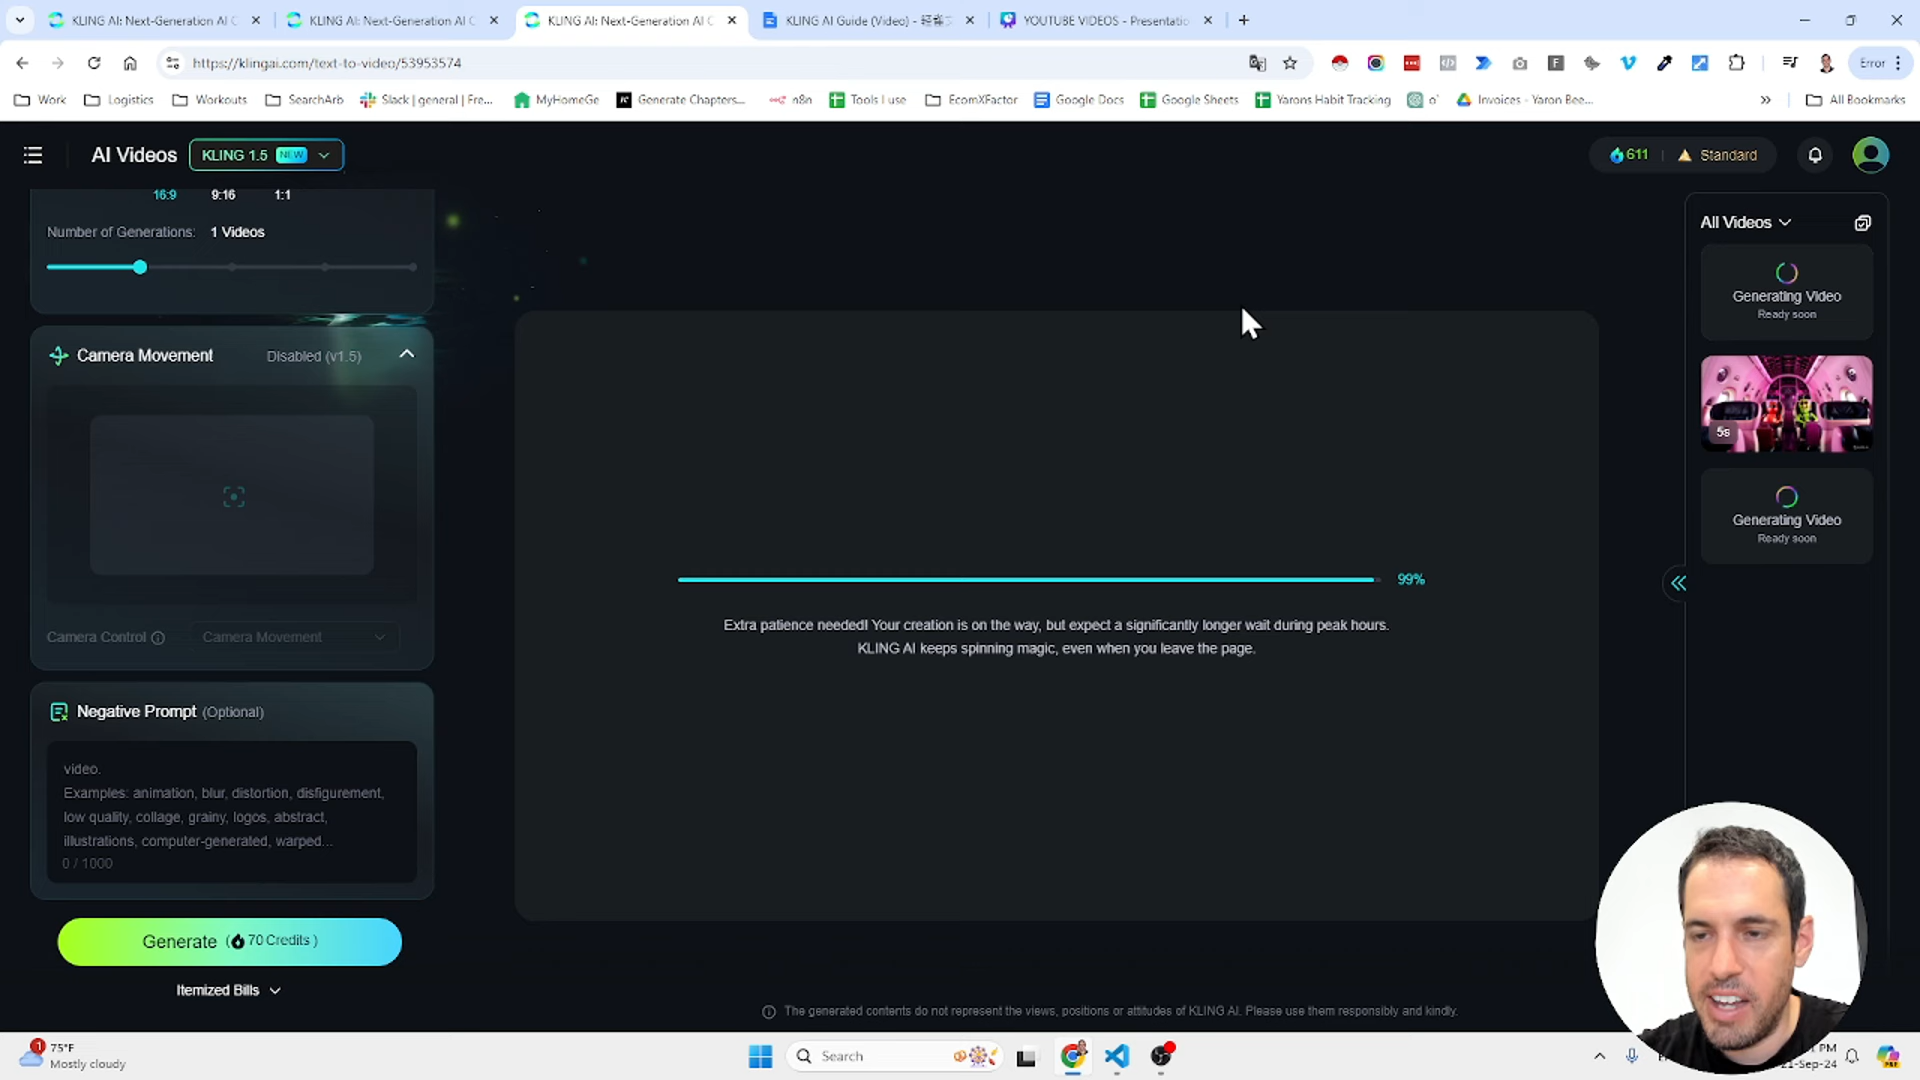 KLING AI: Next-Generation AI C
KLING AI: Next-Generation AI C
KLING AI: Next-Generation AI C
KLING AI Guide (Video) -
YOUTUBE VIDEOS - Presentatio
https://klingai.com/text-to-video/53953574
Error
Work
Logistics
Workouts
SearchArb
Slack | general | Fre...
MyHomeGe
Generate Chapters...
n8n
Tools I use
EcomXFactor
Google Docs
Google Sheets
Yarons Habit Tracking
o'
Invoices - Yaron Bee...
All Bookmarks
AI Videos
KLING 1.5 NEW
611
Standard
16:9 9:16 1:1
Number of Generations: 1 Videos
Camera Movement
Disabled (v1.5)
Camera Control
Camera Movement
Negative Prompt (Optional)
video.
Examples: animation, blur, distortion, disfigurement,
low quality, collage, grainy, logos, abstract,
illustrations, computer-generated, warped...
0 / 1000
Generate ( 70 Credits )
Itemized Bills
99%
Extra patience needed! Your creation is on the way, but expect a significantly longer wait during peak hours.
KLING AI keeps spinning magic, even when you leave the page.
The generated contents do not represent the views, positions or attitudes of KLING AI. Please use them responsibly and kindly.
All Videos
Generating Video
Ready soon
5s
Generating Video
Ready soon
1
75°F
Mostly cloudy
Search
PM
21-Sep-24